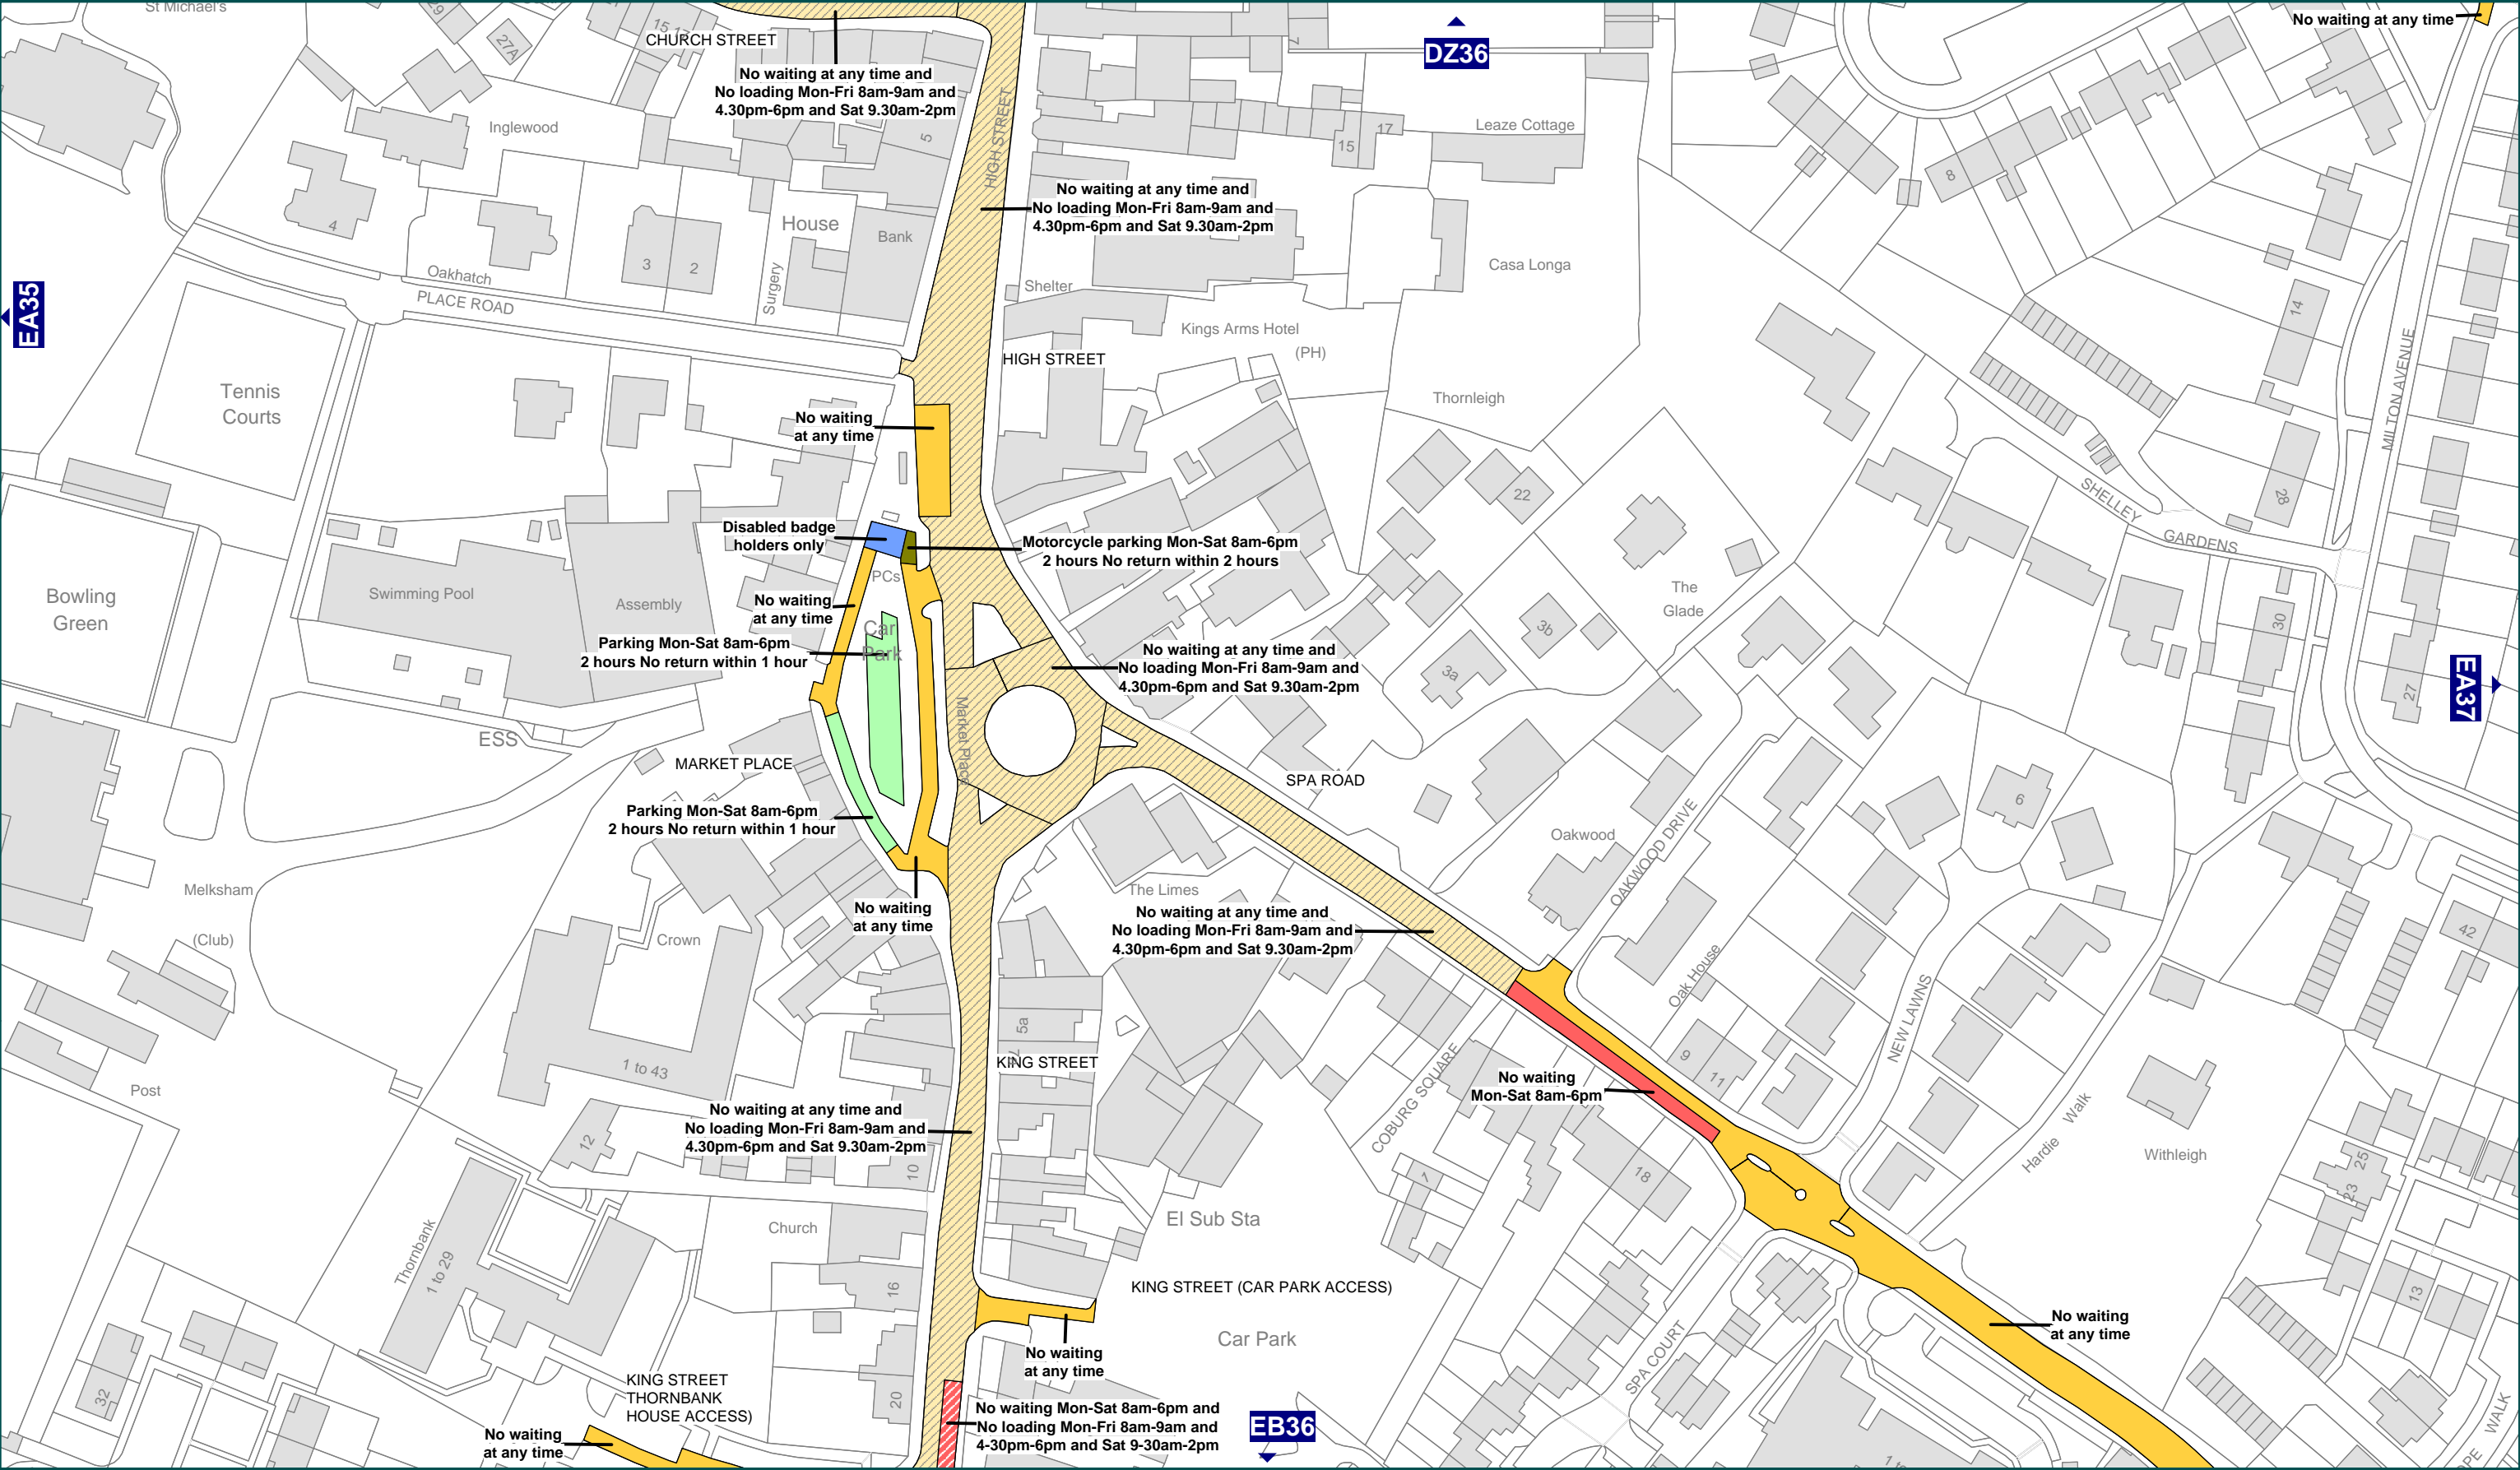 St Michael's
29
27A
15
17
CHURCH STREET
No waiting at any time and
No loading Mon-Fri 8am-9am and
4.30pm-6pm and Sat 9.30am-2pm
5
HIGH STREET
7
DZ36
No waiting at any time
Inglewood
15
17
Leaze Cottage
8
4
House
Bank
3
2
Surgery
No waiting at any time and
No loading Mon-Fri 8am-9am and
4.30pm-6pm and Sat 9.30am-2pm
Casa Longa
EA35
Oakhatch
PLACE ROAD
Shelter
Kings Arms Hotel
(PH)
14
MILTON AVENUE
HIGH STREET
Tennis
Courts
Thornleigh
No waiting
at any time
22
28
SHELLEY
GARDENS
Disabled badge
holders only
Motorcycle parking Mon-Sat 8am-6pm
2 hours No return within 2 hours
PCs
Bowling
Green
Swimming Pool
Assembly
No waiting
at any time
The
Glade
3b
30
Car
Park
Parking Mon-Sat 8am-6pm
2 hours No return within 1 hour
No waiting at any time and
No loading Mon-Fri 8am-9am and
4.30pm-6pm and Sat 9.30am-2pm
3a
27
EA37
Market Place
ESS
MARKET PLACE
SPA ROAD
6
Parking Mon-Sat 8am-6pm
2 hours No return within 1 hour
Oakwood
OAKWOOD DRIVE
Melksham
(Club)
The Limes
No waiting
at any time
No waiting at any time and
No loading Mon-Fri 8am-9am and
4.30pm-6pm and Sat 9.30am-2pm
42
Crown
Oak House
NEW LAWNS
5a
7
KING STREET
1 to 43
Post
COBURG SQUARE
9
11
No waiting
Mon-Sat 8am-6pm
No waiting at any time and
No loading Mon-Fri 8am-9am and
4.30pm-6pm and Sat 9.30am-2pm
12
10
1
18
Hardie Walk
Withleigh
25
23
Church
El Sub Sta
Thornbank
1 to 29
16
KING STREET (CAR PARK ACCESS)
13
Car Park
No waiting
at any time
No waiting
at any time
SPA COURT
32
KING STREET
THORNBANK
HOUSE ACCESS)
20
No waiting Mon-Sat 8am-6pm and
No loading Mon-Fri 8am-9am and
4-30pm-6pm and Sat 9-30am-2pm
EB36
No waiting
at any time
WALK